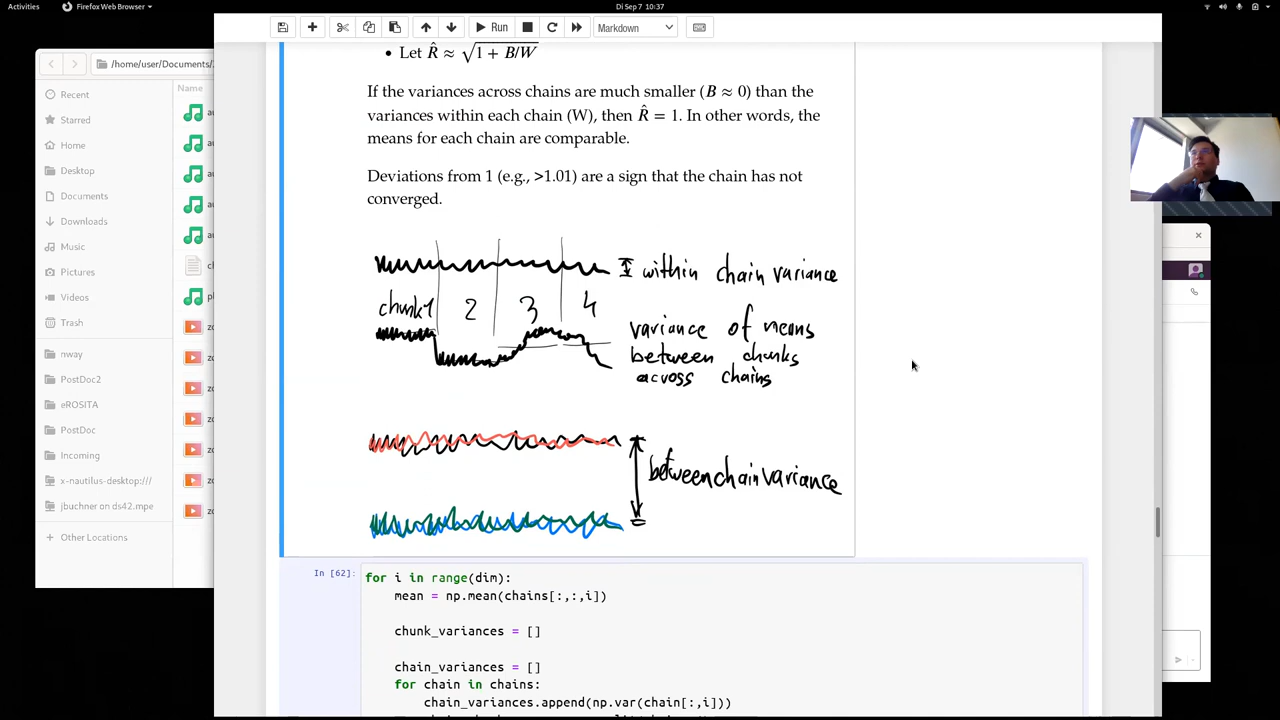 Activities
Firefox Web Browser
Di Sep 7 10:37
/home/user/Documents/
Name
Recent
Starred
Home
Desktop
Documents
Downloads
Music
Pictures
Videos
Trash
nway
PostDoc2
eROSITA
PostDoc
Incoming
x-nautilus-desktop:///
jbuchner on ds42.mpe
Other Locations
Run
Markdown
• Let R̂ ≈ √1 + B/W
If the variances across chains are much smaller (B ≈ 0) than the
variances within each chain (W), then R̂ = 1. In other words, the
means for each chain are comparable.
Deviations from 1 (e.g., >1.01) are a sign that the chain has not
converged.
within chain variance
chunk1 2 3 4
variance of means
between chunks
across chains
between chain variance
In [62]:
for i in range(dim):
mean = np.mean(chains[:,:,i])
chunk_variances = []
chain_variances = []
for chain in chains:
chain_variances.append(np.var(chain[:,i]))